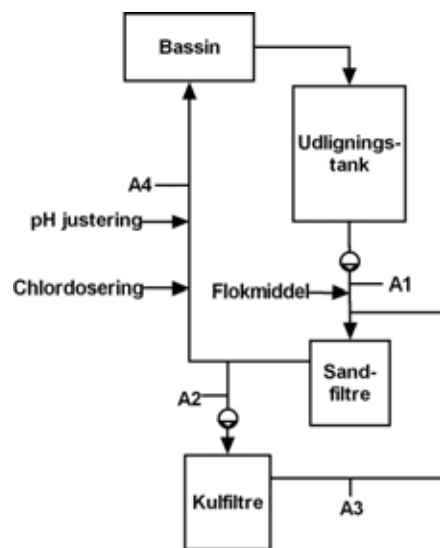 Bassin
Udlignings-
tank
A4
pH justering
Chlordosering
Flokmiddel
A1
Sand-
filtre
A2
Kulfiltre
A3